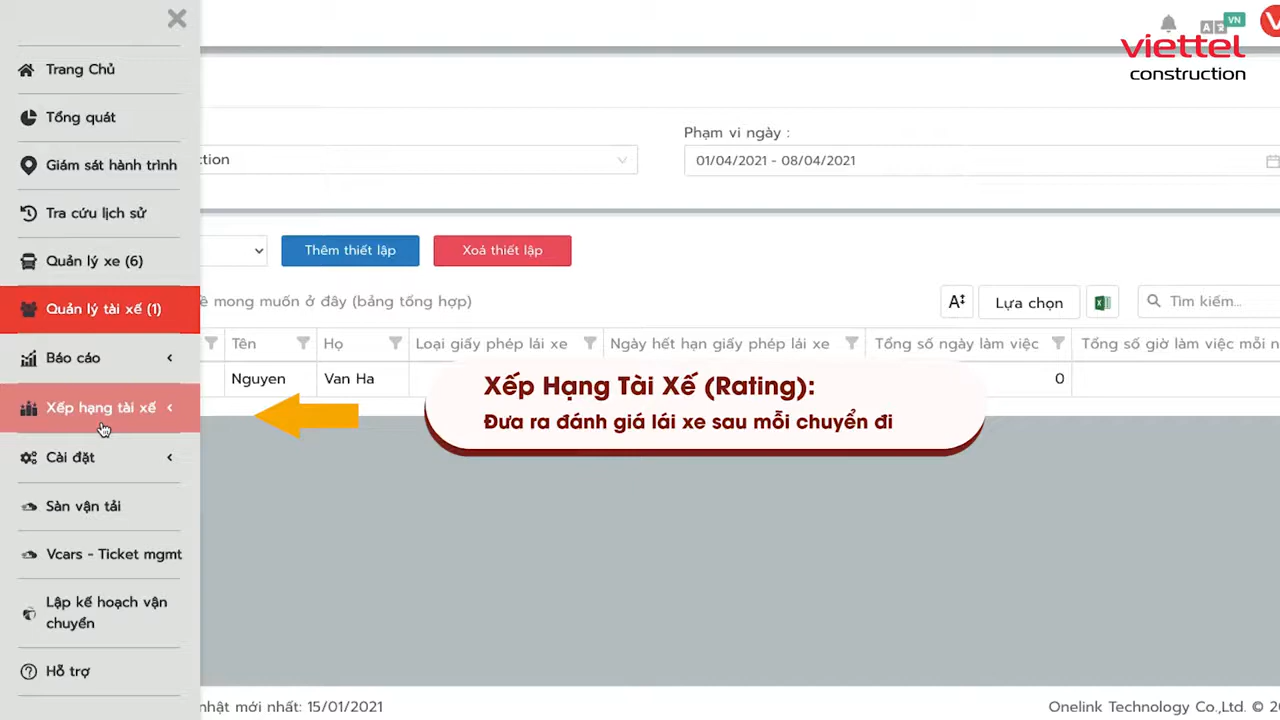 Trang Chủ
Tổng quát
Giám sát hành trình
Tra cứu lịch sử
Quản lý xe (6)
Quản lý tài xế (1)
Báo cáo
Xếp hạng tài xế
Cài đặt
Sàn vận tải
Vcars - Ticket mgmt
Lập kế hoạch vận
chuyển
Hỗ trợ
VN
viettel
construction
Phạm vi ngày :
ction
01/04/2021 - 08/04/2021
Thêm thiết lập
Xoá thiết lập
mong muốn ở đây (bảng tổng hợp)
Lựa chọn
Tìm kiếm...
Tên
Họ
Loại giấy phép lái xe
Ngày hết hạn giấy phép lái xe
Tổng số ngày làm việc
Tổng số giờ làm việc mỗi n
Nguyen
Van Ha
0
Xếp Hạng Tài Xế (Rating):
Đưa ra đánh giá lái xe sau mỗi chuyến đi
nhật mới nhất: 15/01/2021
Onelink Technology Co.,Ltd. © 2